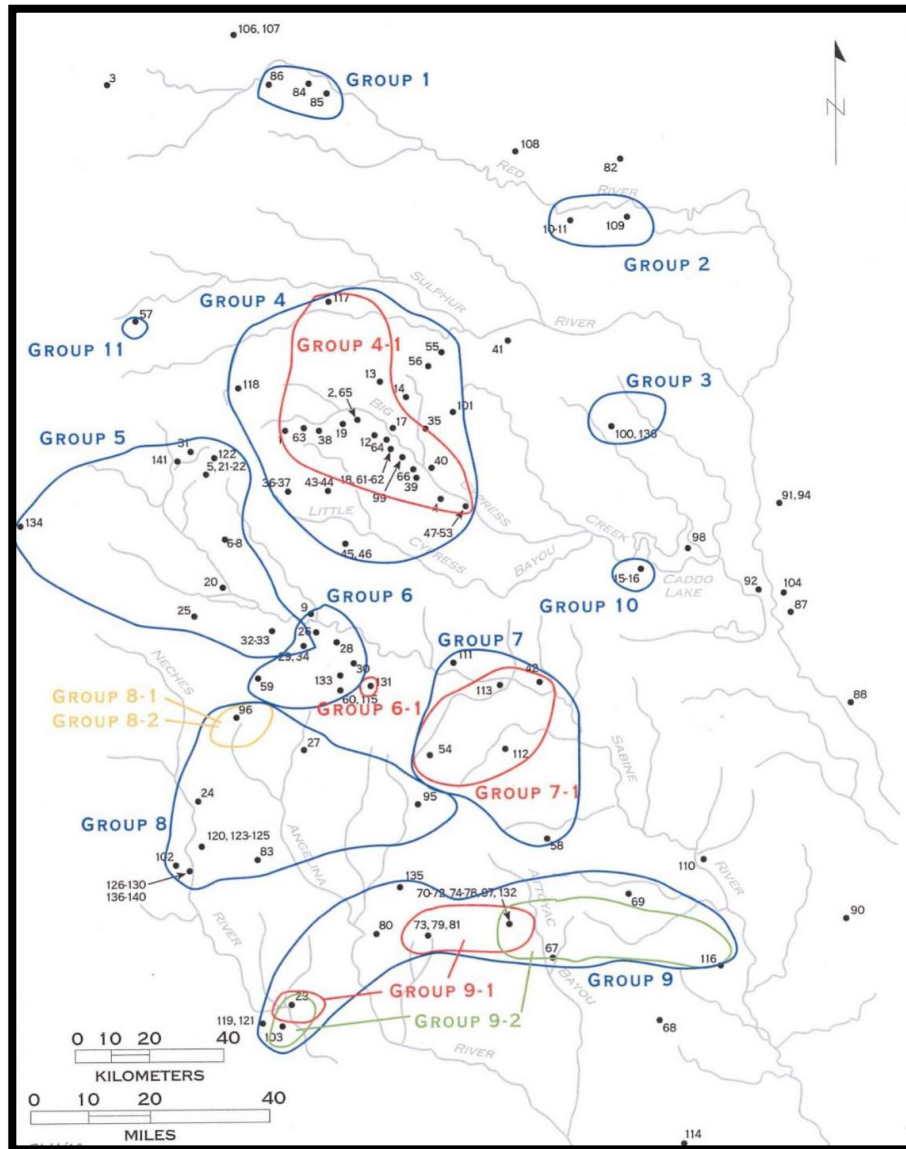 106, 107
3
86
84
85
GROUP 1
N
108
82
RED
RIVER
10-11
109
GROUP 2
GROUP 4
117
SULPHUR
57
GROUP 11
GROUP 4-1
55
56
41
RIVER
13
14
GROUP 3
118
2, 65
BIG
101
100, 136
1
63
38
19
12
17
35
64
GROUP 5
31
141
122
5, 21-22
36-37
43-44
18, 61-62
99
66
39
40
4
CYPRESS
47-53
91, 94
134
LITTLE
6-8
45, 46
CYPRESS
BAYOU
CREEK
98
15-16
CADDO
LAKE
92
104
87
20
25
GROUP 6
9
GROUP 10
32-33
26
28
29, 34
30
GROUP 7
111
NECHES
59
133
131
60, 115
GROUP 6-1
113
42
88
GROUP 8-1
GROUP 8-2
96
27
54
112
SABINE
GROUP 7-1
24
95
GROUP 8
120, 123-125
83
ANGELINA
58
102
126-130
136-140
110
RIVER
135
70-72, 74-78, 97, 132
ATTOYAC
69
90
RIVER
80
73, 79, 81
67
116
BAYOU
GROUP 9
GROUP 9-1
23
GROUP 9-2
119, 121
103
68
RIVER
0 10 20 40
KILOMETERS
0 10 20 40
MILES
114